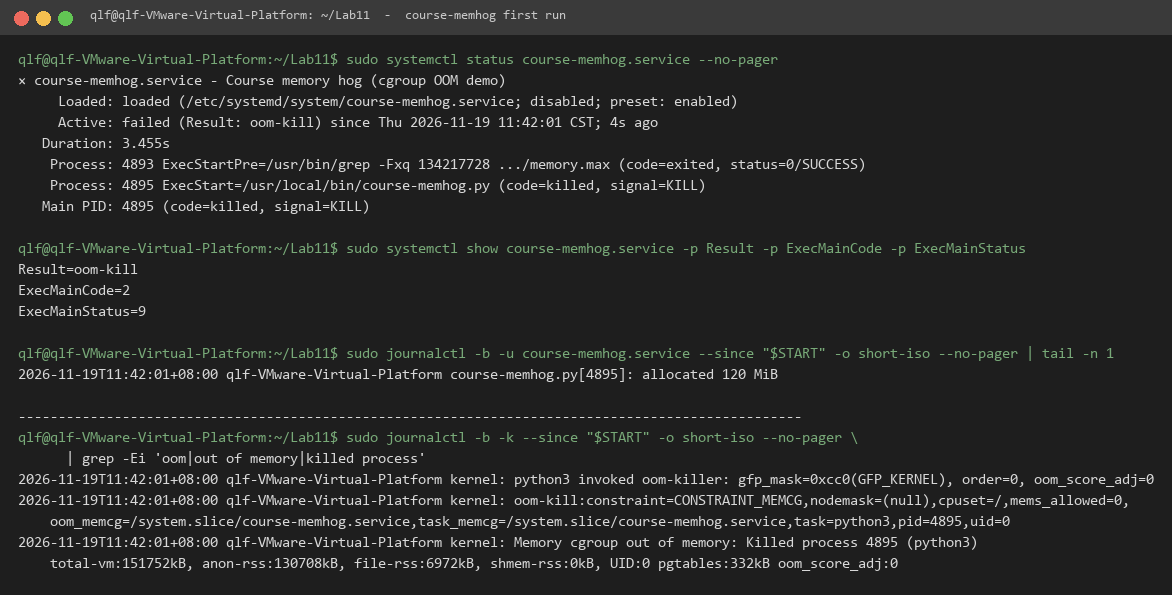 qlf@qlf-VMware-Virtual-Platform: ~/Lab11  -  course-memhog first run
qlf@qlf-VMware-Virtual-Platform:~/Lab11$ sudo systemctl status course-memhog.service --no-pager
× course-memhog.service - Course memory hog (cgroup OOM demo)
     Loaded: loaded (/etc/systemd/system/course-memhog.service; disabled; preset: enabled)
     Active: failed (Result: oom-kill) since Thu 2026-11-19 11:42:01 CST; 4s ago
   Duration: 3.455s
    Process: 4893 ExecStartPre=/usr/bin/grep -Fxq 134217728 .../memory.max (code=exited, status=0/SUCCESS)
    Process: 4895 ExecStart=/usr/local/bin/course-memhog.py (code=killed, signal=KILL)
   Main PID: 4895 (code=killed, signal=KILL)
qlf@qlf-VMware-Virtual-Platform:~/Lab11$ sudo systemctl show course-memhog.service -p Result -p ExecMainCode -p ExecMainStatus
Result=oom-kill
ExecMainCode=2
ExecMainStatus=9
qlf@qlf-VMware-Virtual-Platform:~/Lab11$ sudo journalctl -b -u course-memhog.service --since "$START" -o short-iso --no-pager | tail -n 1
2026-11-19T11:42:01+08:00 qlf-VMware-Virtual-Platform course-memhog.py[4895]: allocated 120 MiB
--------------------------------------------------------------------------------------------------
qlf@qlf-VMware-Virtual-Platform:~/Lab11$ sudo journalctl -b -k --since "$START" -o short-iso --no-pager \
      | grep -Ei 'oom|out of memory|killed process'
2026-11-19T11:42:01+08:00 qlf-VMware-Virtual-Platform kernel: python3 invoked oom-killer: gfp_mask=0xcc0(GFP_KERNEL), order=0, oom_score_adj=0
2026-11-19T11:42:01+08:00 qlf-VMware-Virtual-Platform kernel: oom-kill:constraint=CONSTRAINT_MEMCG,nodemask=(null),cpuset=/,mems_allowed=0,
    oom_memcg=/system.slice/course-memhog.service,task_memcg=/system.slice/course-memhog.service,task=python3,pid=4895,uid=0
2026-11-19T11:42:01+08:00 qlf-VMware-Virtual-Platform kernel: Memory cgroup out of memory: Killed process 4895 (python3)
    total-vm:151752kB, anon-rss:130708kB, file-rss:6972kB, shmem-rss:0kB, UID:0 pgtables:332kB oom_score_adj:0